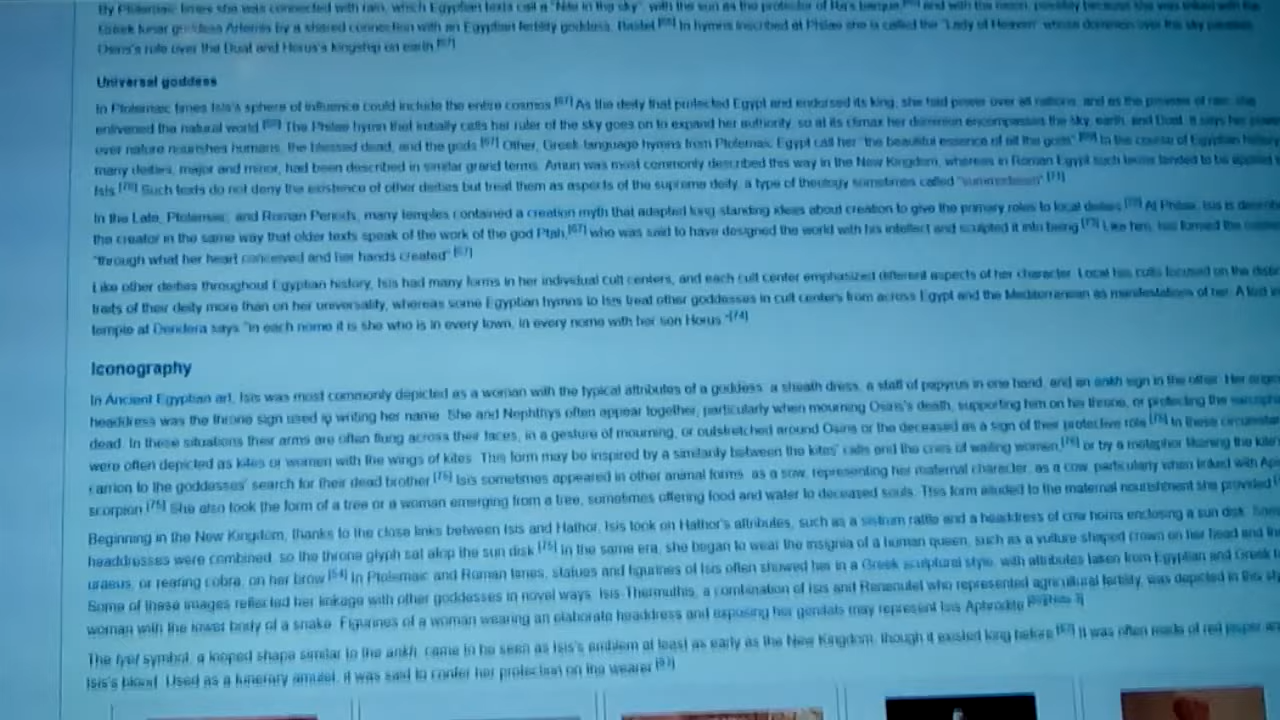 By Ptolemaic times she was connected with rain, which Egyptian texts call a "Nile in the sky"; with the sun as the protector of Ra's barque; and with the moon, possibly because she was linked with the
Greek lunar goddess Artemis by a shared connection with an Egyptian fertility goddess, Bastet. In hymns inscribed at Philae she is called the "Lady of Heaven" whose dominion over the sky parallels
Osiris's rule over the Duat and Horus's kingship on earth.[67]
Universal goddess
In Ptolemaic times Isis's sphere of influence could include the entire cosmos.[67] As the deity that protected Egypt and endorsed its king, she had power over all nations, and as the provider of rain, she
enlivened the natural world. The Philae hymn that initially calls her ruler of the sky goes on to expand her authority, so at its climax her dominion encompasses the sky, earth, and Duat. It says her power
over nature nourishes humans, the blessed dead, and the gods.[67] Other, Greek language hymns from Ptolemaic Egypt call her "the beautiful essence of all the gods". In the course of Egyptian history,
many deities, major and minor, had been described in similar grand terms. Amun was most commonly described this way in the New Kingdom, whereas in Roman Egypt such terms tended to be applied
Isis. Such texts do not deny the existence of other deities but treat them as aspects of the supreme deity, a type of theology sometimes called "summodeism".[71]
In the Late, Ptolemaic, and Roman Periods, many temples contained a creation myth that adapted long-standing ideas about creation to give the primary roles to local deities. At Philae, Isis is describ
the creator in the same way that older texts speak of the work of the god Ptah,[67] who was said to have designed the world with his intellect and sculpted it into being.[73] Like him, Isis formed the
"through what her heart conceived and her hands created".[67]
Like other deities throughout Egyptian history, Isis had many forms in her individual cult centers, and each cult center emphasized different aspects of her character. Local Isis cults focused on the distin
traits of their deity more than on her universality, whereas some Egyptian hymns to Isis treat other goddesses in cult centers from across Egypt and the Mediterranean as manifestations of her. A text in
temple at Dendera says "in each nome it is she who is in every town, in every nome with her son Horus."[74]
Iconography
In Ancient Egyptian art, Isis was most commonly depicted as a woman with the typical attributes of a goddess: a sheath dress, a staff of papyrus in one hand, and an ankh sign in the other. Her
headdress was the throne sign used in writing her name. She and Nephthys often appear together, particularly when mourning Osiris's death, supporting him on his throne, or protecting the
dead. In these situations their arms are often flung across their faces, in a gesture of mourning, or outstretched around Osiris or the deceased as a sign of their protective role.[75] In these circumstan
were often depicted as kites or women with the wings of kites. This form may be inspired by a similarity between the kites' calls and the cries of wailing women,[76] or by a metaphor likening the kite's
carrion to the goddesses' search for their dead brother.[75] Isis sometimes appeared in other animal forms: as a sow, representing her maternal character; as a cow, particularly when linked with Apis
scorpion.[75] She also took the form of a tree or a woman emerging from a tree, sometimes offering food and water to deceased souls. This form alluded to the maternal nourishment she provided.
Beginning in the New Kingdom, thanks to the close links between Isis and Hathor, Isis took on Hathor's attributes, such as a sistrum rattle and a headdress of cow horns enclosing a sun disk.
headdresses were combined, so the throne glyph sat atop the sun disk.[75] In the same era, she began to wear the insignia of a human queen, such as a vulture-shaped crown on her head and the
uraeus, or rearing cobra, on her brow.[54] In Ptolemaic and Roman times, statues and figurines of Isis often showed her in a Greek sculptural style, with attributes taken from Egyptian and Greek
Some of these images reflected her linkage with other goddesses in novel ways. Isis-Thermuthis, a combination of Isis and Renenutet who represented agricultural fertility, was depicted in this
woman with the lower body of a snake. Figurines of a woman wearing an elaborate headdress and exposing her genitals may represent Isis-Aphrodite.
The tyet symbol, a looped shape similar to the ankh, came to be seen as Isis's emblem at least as early as the New Kingdom, though it existed long before. It was often made of red jasper
Isis's blood. Used as a funerary amulet, it was said to confer her protection on the wearer.